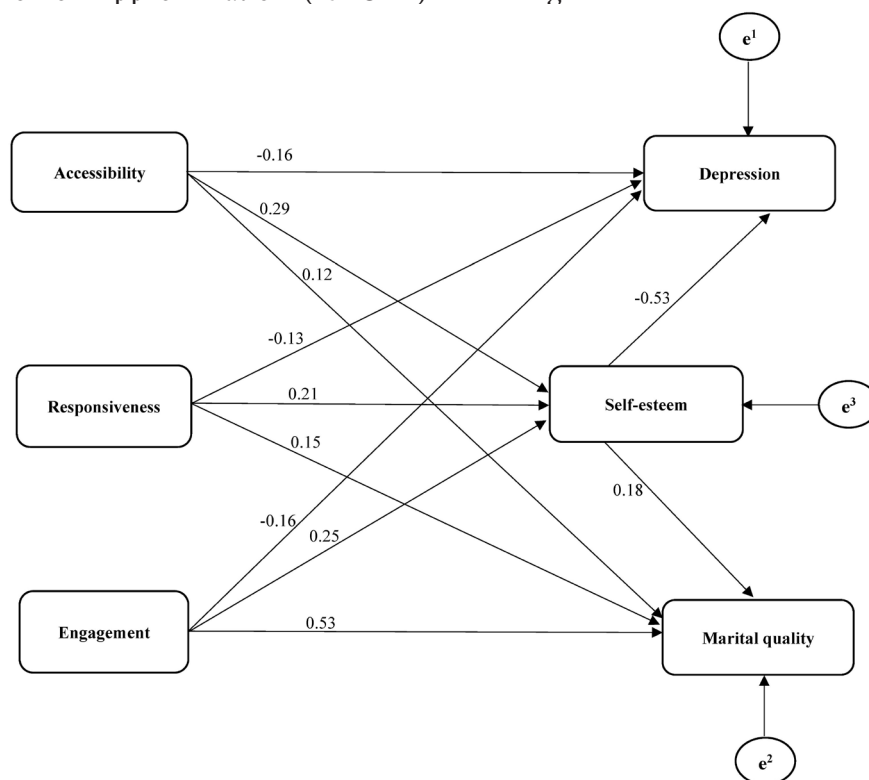 e1
Accessibility
-0.16
Depression
0.29
0.12
-0.53
-0.13
Responsiveness
0.21
Self-esteem
e3
0.15
0.18
-0.16
0.25
Engagement
0.53
Marital quality
e2